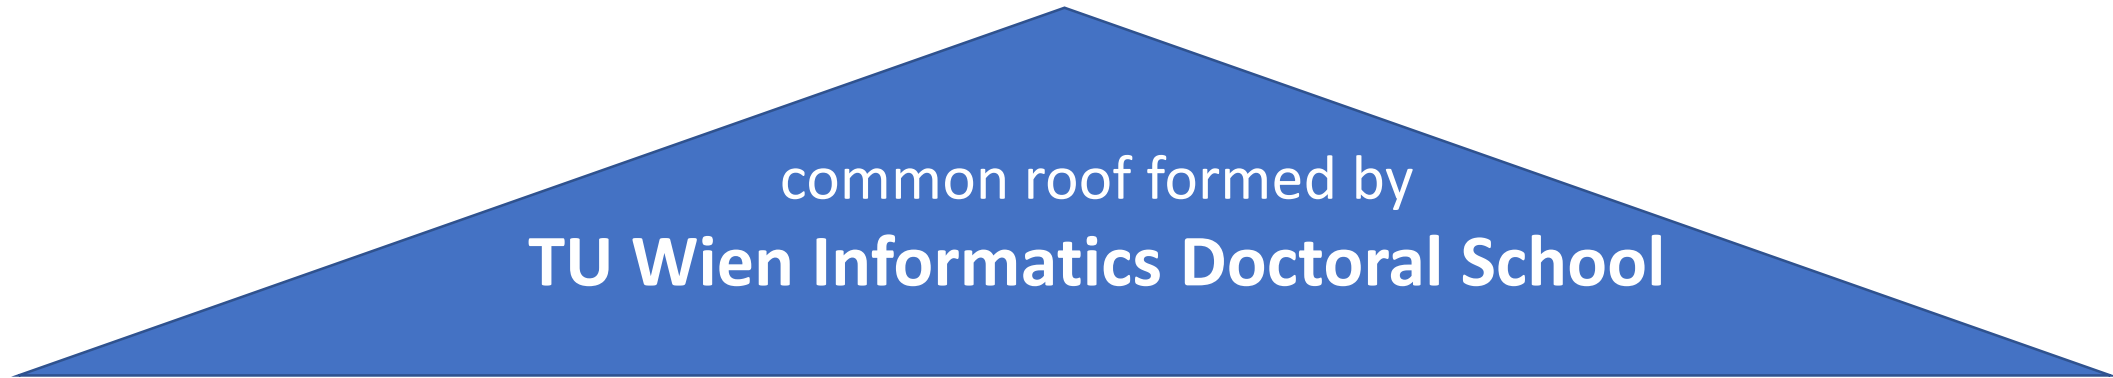 common roof formed by
TU Wien Informatics Doctoral School